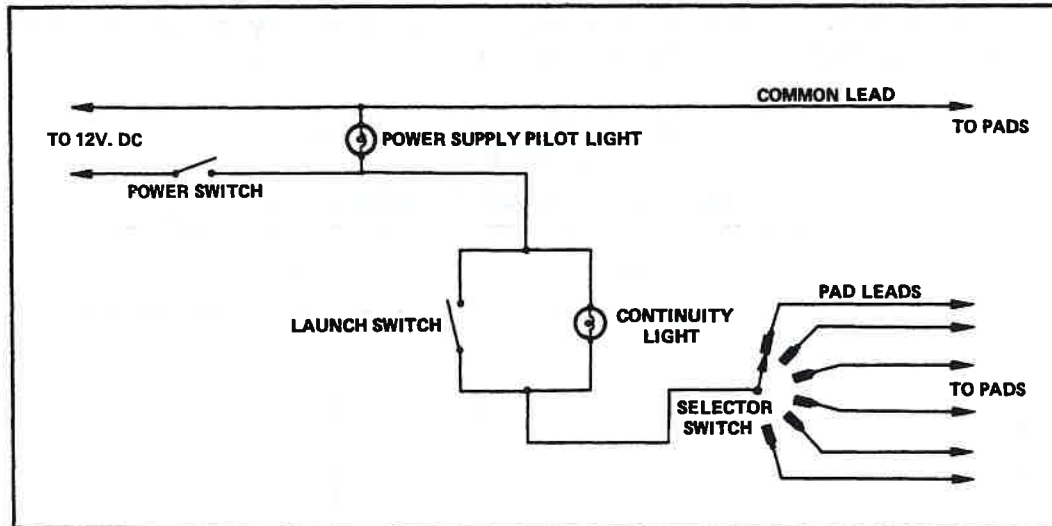 COMMON LEAD
TO PADS
TO 12V. DC
POWER SUPPLY PILOT LIGHT
POWER SWITCH
PAD LEADS
LAUNCH SWITCH
CONTINUITY
LIGHT
TO PADS
SELECTOR
SWITCH